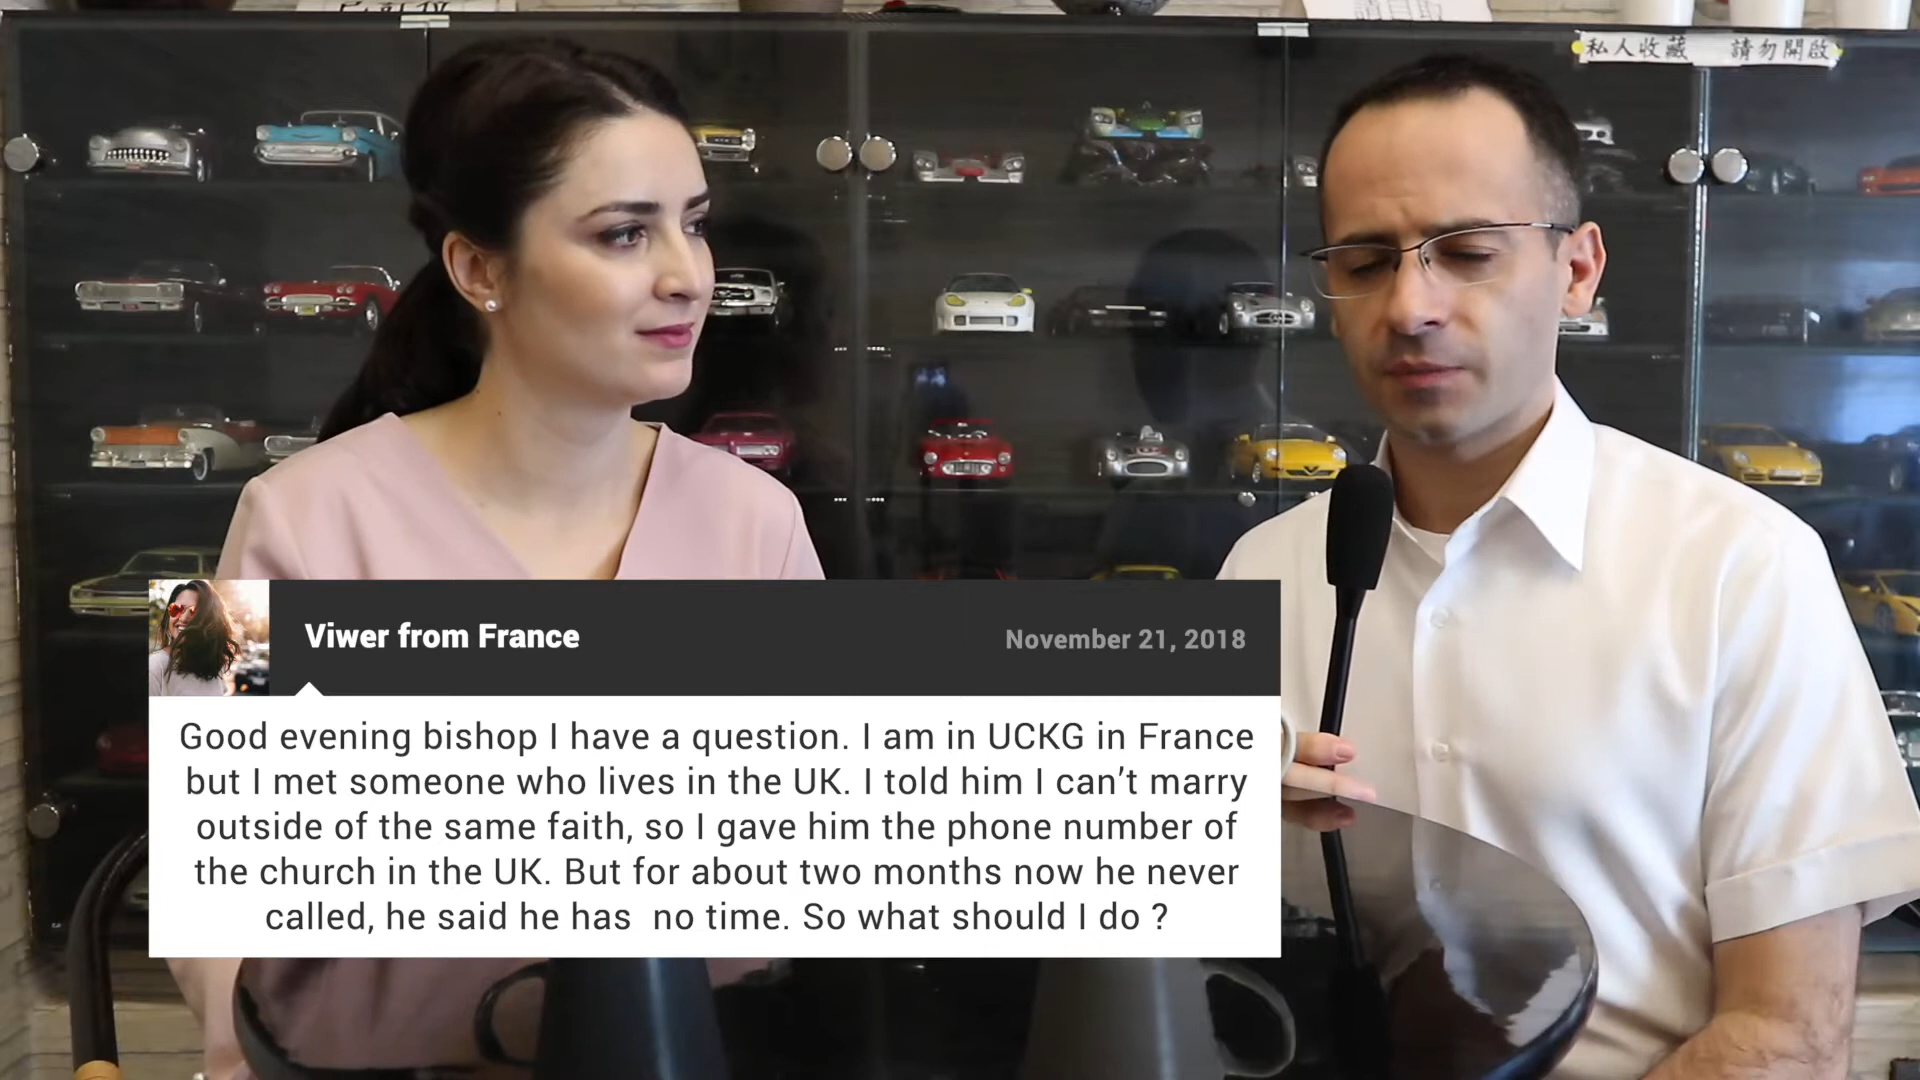 私人收藏 請勿開啟
Viwer from France
November 21, 2018
Good evening bishop I have a question. I am in UCKG in France
but I met someone who lives in the UK. I told him I can't marry
outside of the same faith, so I gave him the phone number of
the church in the UK. But for about two months now he never
called, he said he has  no time. So what should I do ?